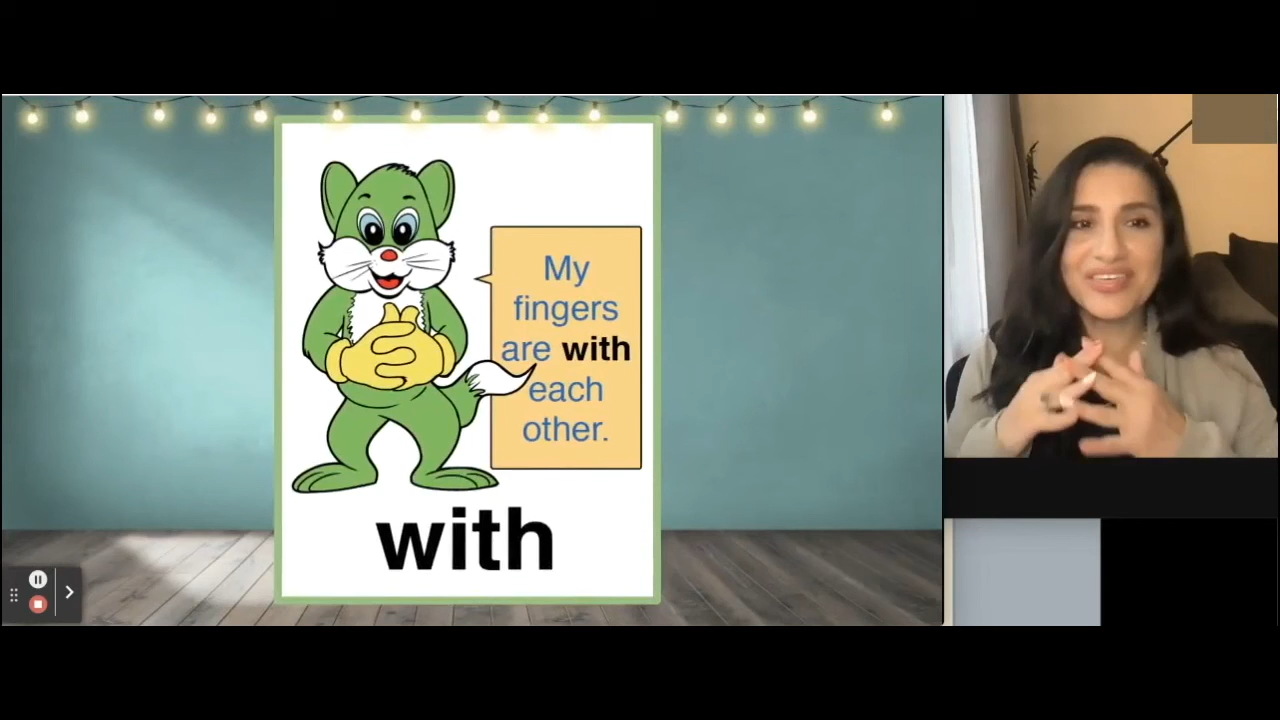 My
fingers
are with
each
other.
with